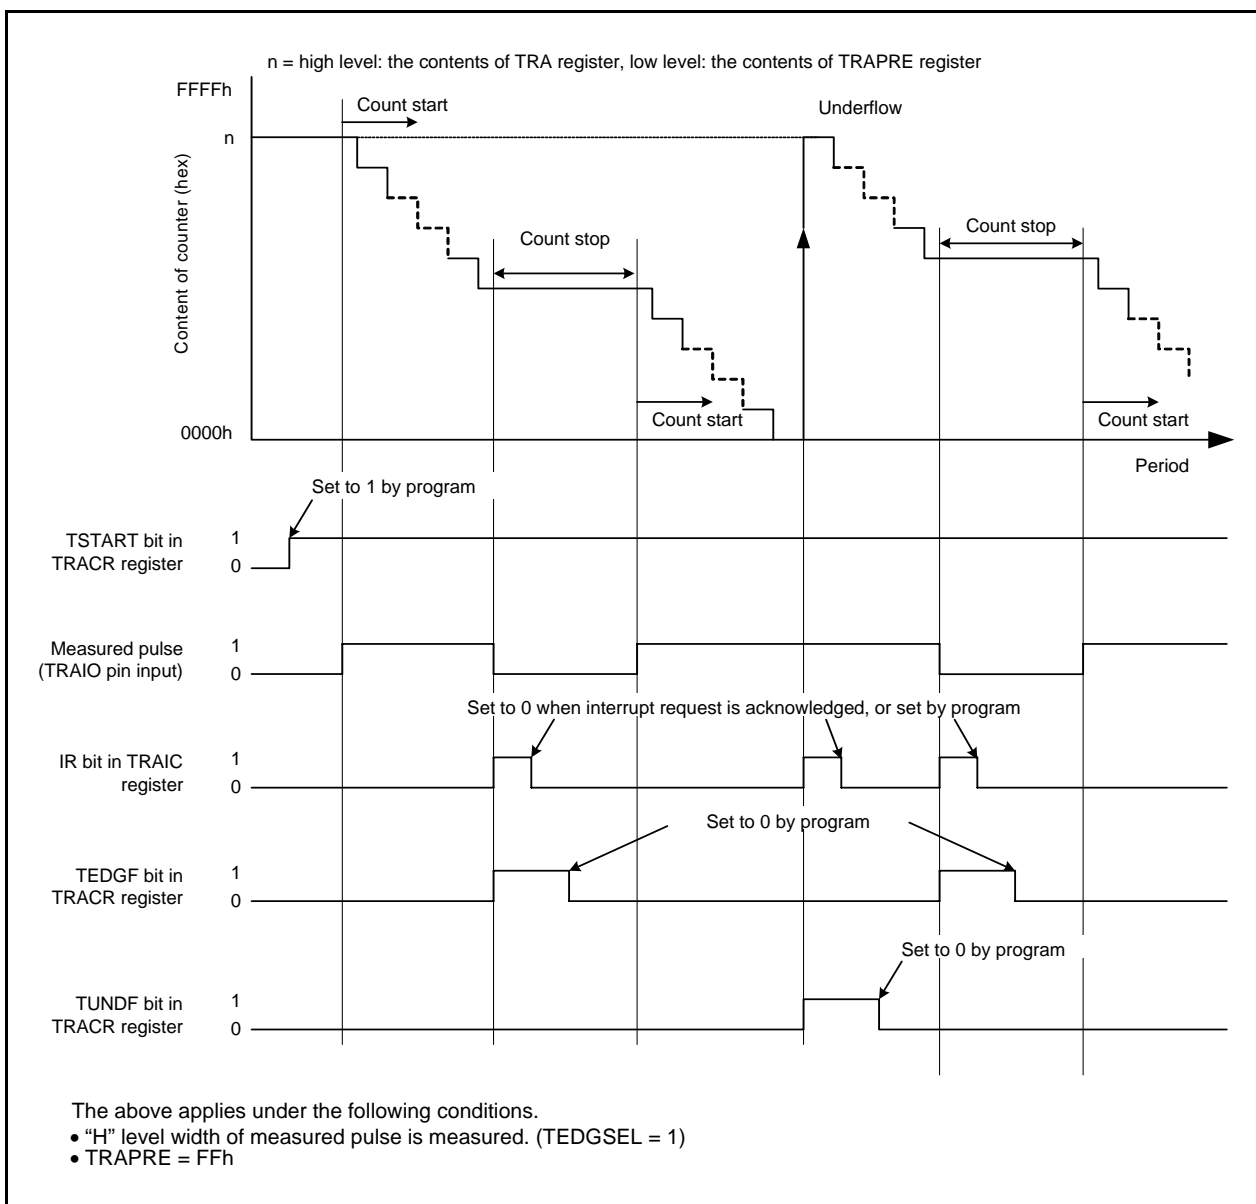 n = high level: the contents of TRA register, low level: the contents of TRAPRE register
FFFFh
Count start
Underflow
n
Content of counter (hex)
Count stop
Count stop
Count start
Count start
0000h
Period
Set to 1 by program
TSTART bit in
TRACR register
1
0
Measured pulse
(TRAIO pin input)
1
0
Set to 0 when interrupt request is acknowledged, or set by program
IR bit in TRAIC
register
1
0
Set to 0 by program
TEDGF bit in
TRACR register
1
0
Set to 0 by program
TUNDF bit in
TRACR register
1
0
The above applies under the following conditions.
• “H” level width of measured pulse is measured. (TEDGSEL = 1)
• TRAPRE = FFh